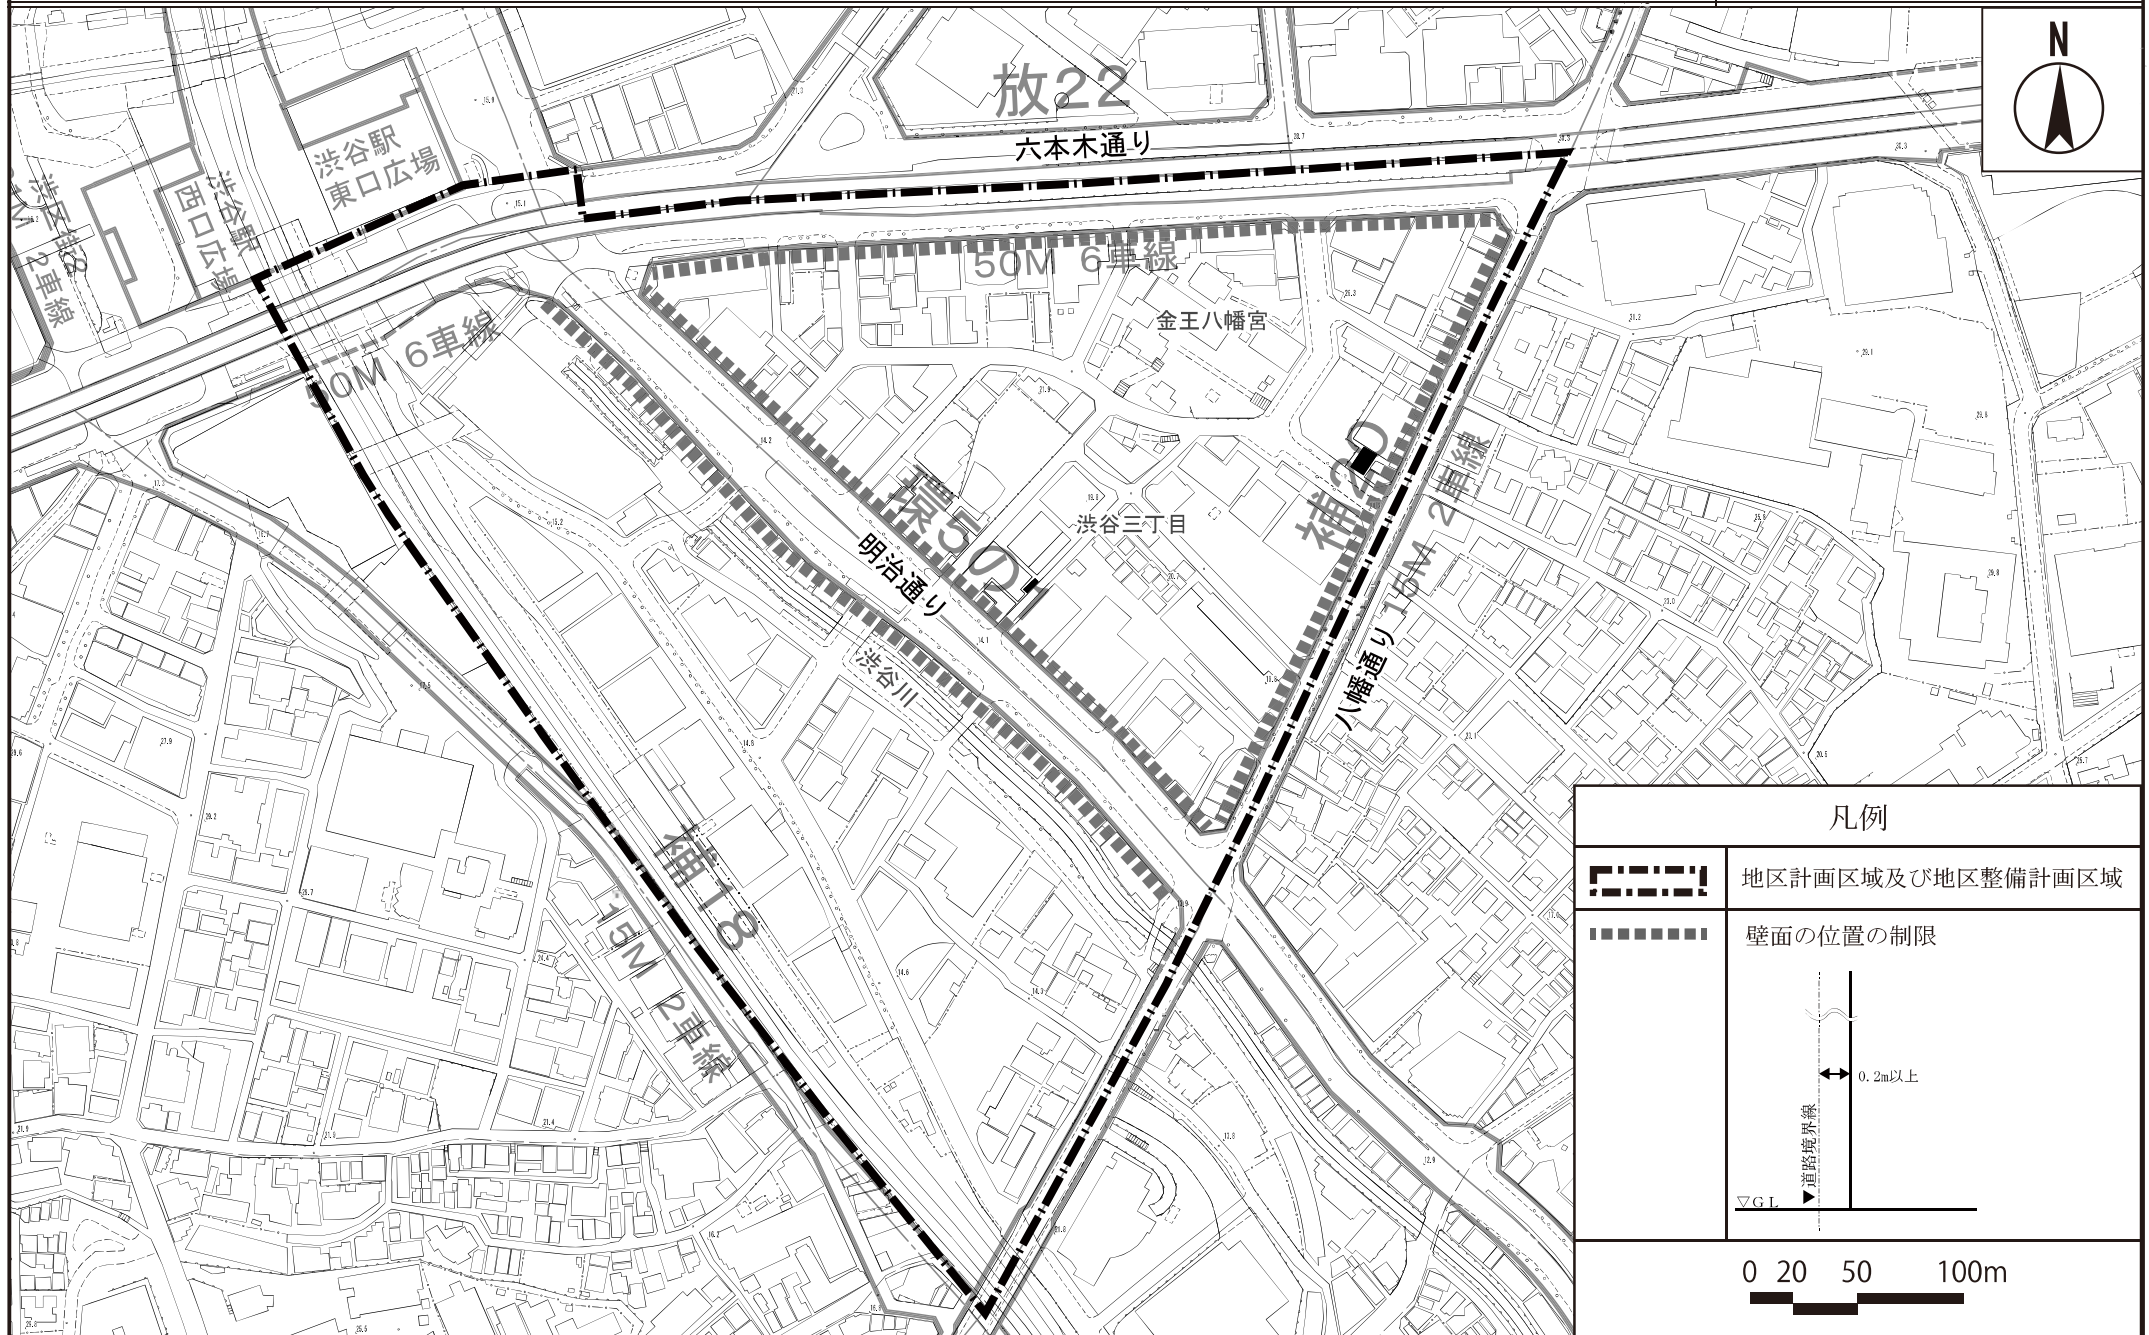 N
放22
六本木通り
渋谷駅
東口広場
渋谷駅
西口広場
渋区街8
2車線
50M 6車線
50M 6車線
金王八幡宮
環5の1
明治通り
渋谷三丁目
補20
15M 2車線
八幡通り
渋谷川
補18
15M 2車線
凡例
地区計画区域及び地区整備計画区域
壁面の位置の制限
0.2m以上
▼道路境界線
▽GL
0 20 50 100m